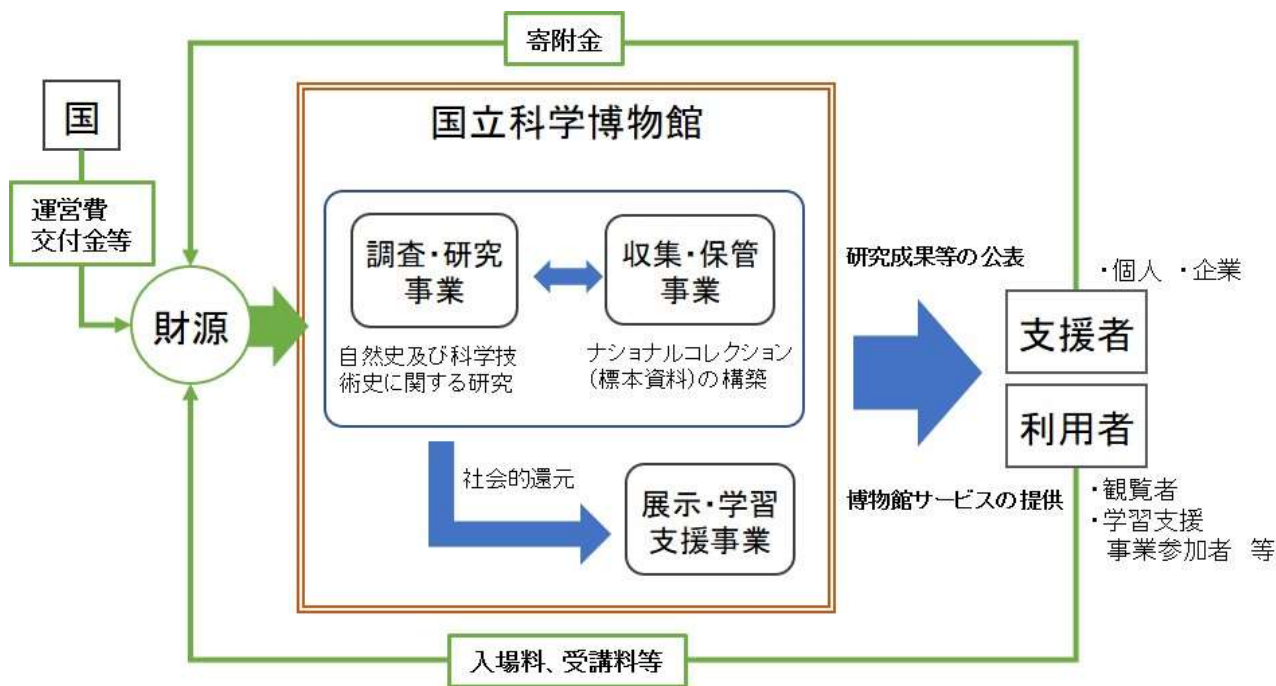 寄附金
国
国立科学博物館
運営費
交付金等
調査・研究
事業
収集・保管
事業
研究成果等の公表
・個人 ・企業
財源
支援者
自然史及び科学技
術史に関する研究
ナショナルコレクション
(標本資料)の構築
利用者
社会的還元
展示・学習
支援事業
博物館サービスの提供
・観覧者
・学習支援
事業参加者 等
入場料、受講料等